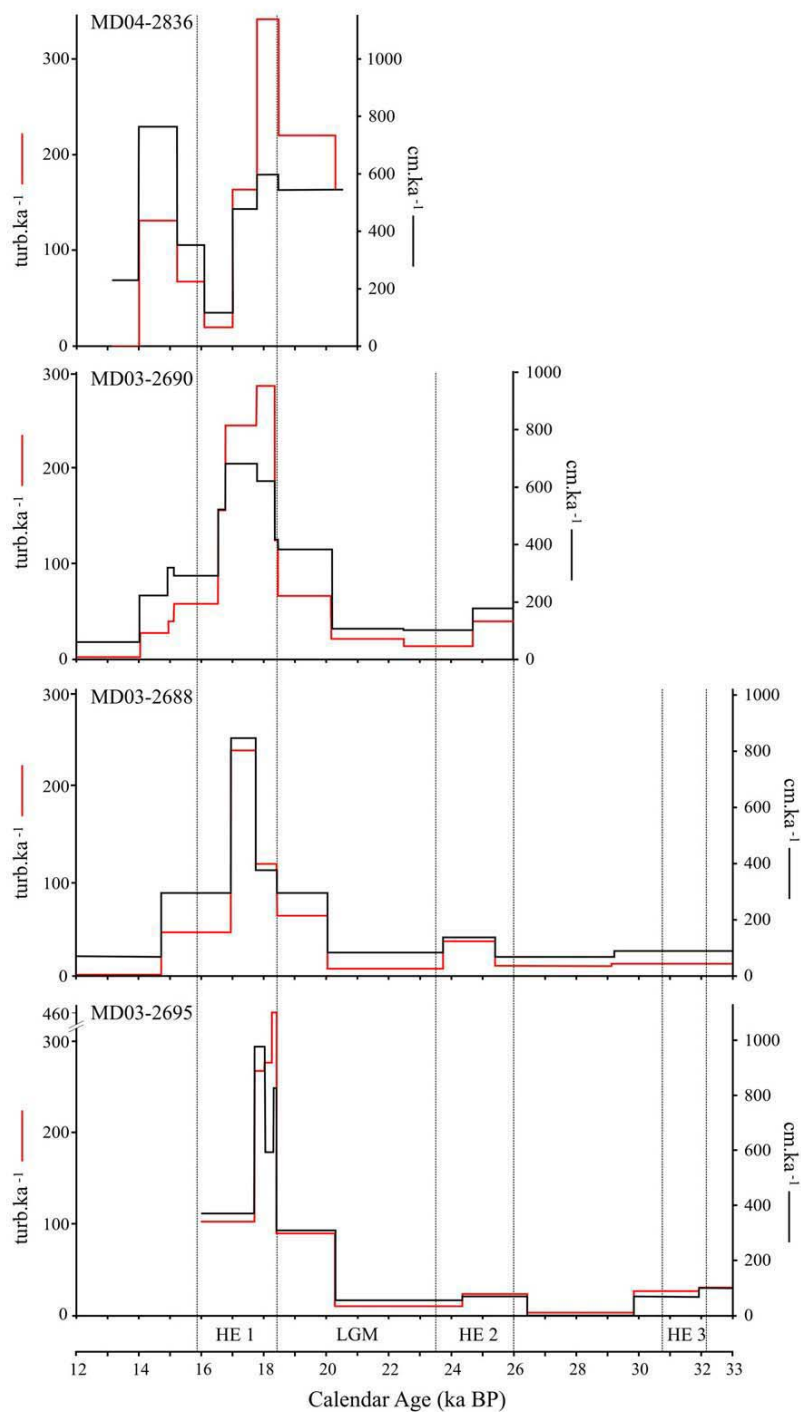 MD04-2836
300
200
100
0
turb.ka⁻¹
1000
800
600
400
200
0
cm.ka⁻¹
MD03-2690
300
200
100
0
turb.ka⁻¹
1000
800
600
400
200
0
cm.ka⁻¹
MD03-2688
300
200
100
0
turb.ka⁻¹
1000
800
600
400
200
0
cm.ka⁻¹
MD03-2695
460
300
200
100
0
turb.ka⁻¹
1000
800
600
400
200
0
cm.ka⁻¹
HE 1 LGM HE 2 HE 3
12 14 16 18 20 22 24 26 28 30 32 33
Calendar Age (ka BP)